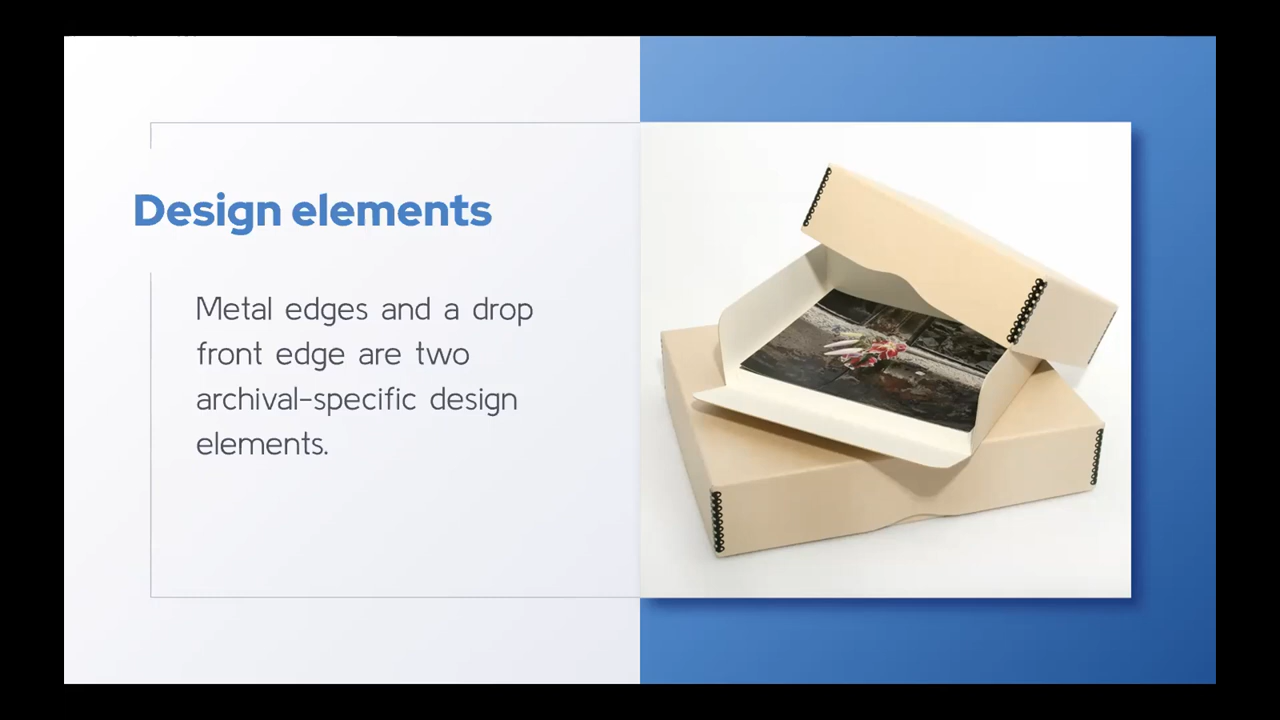 Design elements
Metal edges and a drop
front edge are two
archival-specific design
elements.